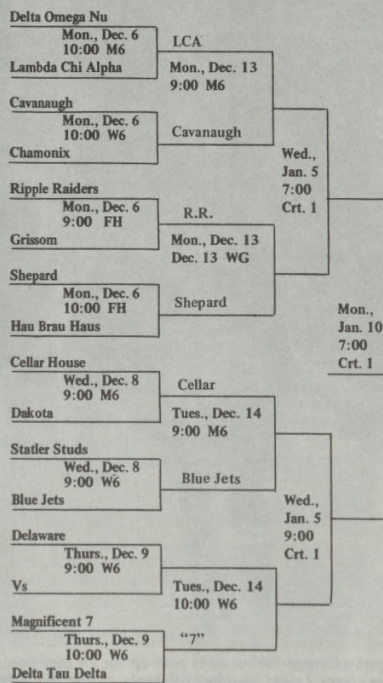 Delta Omega Nu
Mon., Dec. 6
10:00 M6
Lambda Chi Alpha
LCA
Mon., Dec. 13
9:00 M6
Cavanaugh
Mon., Dec. 6
10:00 W6
Chamonix
Cavanaugh
Wed.,
Jan. 5
7:00
Crt. 1
Ripple Raiders
Mon., Dec. 6
9:00 FH
Grissom
R.R.
Mon., Dec. 13
Dec. 13 WG
Shepard
Mon., Dec. 6
10:00 FH
Hau Brau Haus
Shepard
Mon.,
Jan. 10
7:00
Crt. 1
Cellar House
Wed., Dec. 8
9:00 M6
Dakota
Cellar
Tues., Dec. 14
9:00 M6
Statler Studs
Wed., Dec. 8
9:00 W6
Blue Jets
Blue Jets
Wed.,
Jan. 5
9:00
Crt. 1
Delaware
Thurs., Dec. 9
9:00 W6
Vs
Tues., Dec. 14
10:00 W6
Magnificent 7
Thurs., Dec. 9
10:00 W6
Delta Tau Delta
"7"